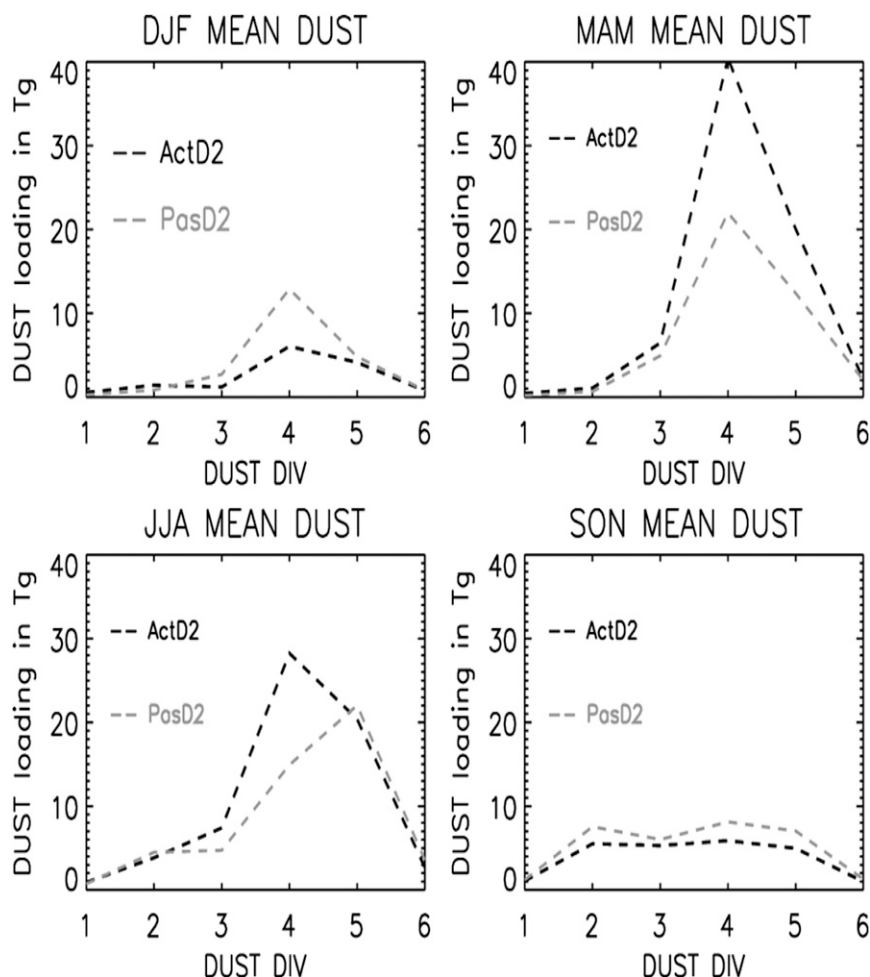 DJF MEAN DUST
DUST loading in Tg
40
30
20
10
0
ActD2
PasD2
1 2 3 4 5 6
DUST DIV
MAM MEAN DUST
DUST loading in Tg
40
30
20
10
0
ActD2
PasD2
1 2 3 4 5 6
DUST DIV
JJA MEAN DUST
DUST loading in Tg
40
30
20
10
0
ActD2
PasD2
1 2 3 4 5 6
DUST DIV
SON MEAN DUST
DUST loading in Tg
40
30
20
10
0
ActD2
PasD2
1 2 3 4 5 6
DUST DIV